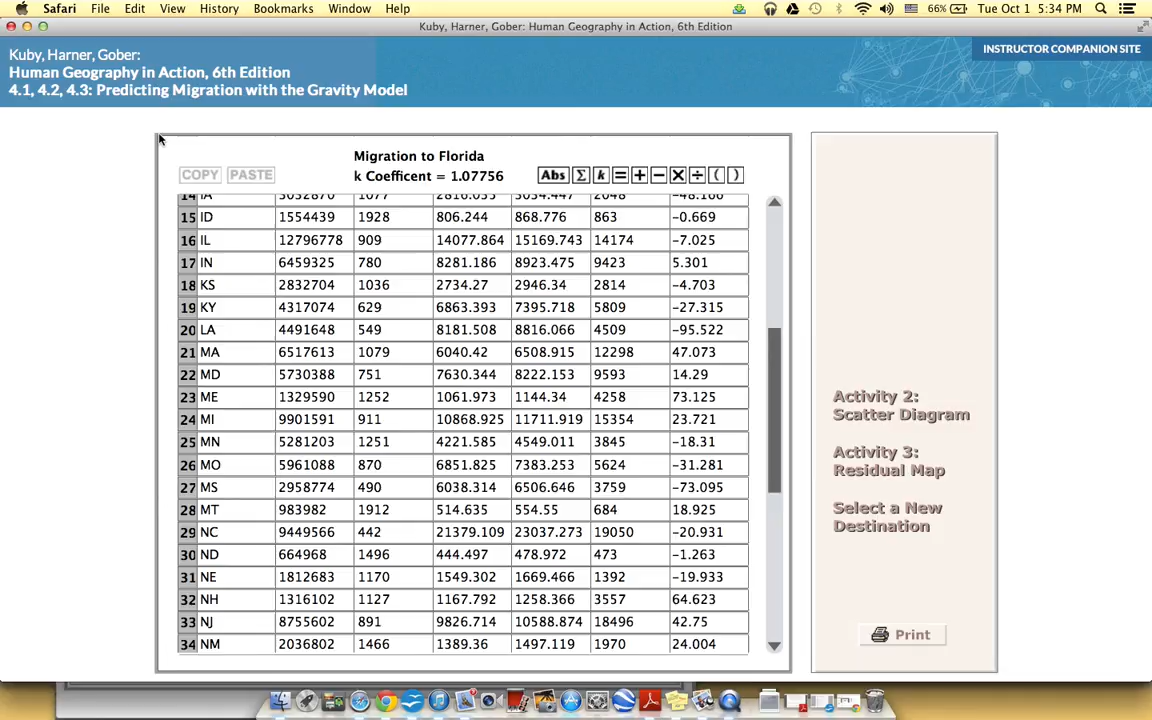 Safari File Edit View History Bookmarks Window Help 66% Tue Oct 1 5:34 PM
Kuby, Harner, Gober: Human Geography in Action, 6th Edition
Kuby, Harner, Gober:
INSTRUCTOR COMPANION SITE
Human Geography in Action, 6th Edition
4.1, 4.2, 4.3: Predicting Migration with the Gravity Model
Migration to Florida
COPY PASTE k Coefficent = 1.07756 Abs Σ k = + − × ÷ ( )
14 IA 3032870 1077 2816.035 3034.447 2048 −48.166
15 ID 1554439 1928 806.244 868.776 863 −0.669
16 IL 12796778 909 14077.864 15169.743 14174 −7.025
17 IN 6459325 780 8281.186 8923.475 9423 5.301
18 KS 2832704 1036 2734.27 2946.34 2814 −4.703
19 KY 4317074 629 6863.393 7395.718 5809 −27.315
20 LA 4491648 549 8181.508 8816.066 4509 −95.522
21 MA 6517613 1079 6040.42 6508.915 12298 47.073
22 MD 5730388 751 7630.344 8222.153 9593 14.29
23 ME 1329590 1252 1061.973 1144.34 4258 73.125
24 MI 9901591 911 10868.925 11711.919 15354 23.721
25 MN 5281203 1251 4221.585 4549.011 3845 −18.31
26 MO 5961088 870 6851.825 7383.253 5624 −31.281
27 MS 2958774 490 6038.314 6506.646 3759 −73.095
28 MT 983982 1912 514.635 554.55 684 18.925
29 NC 9449566 442 21379.109 23037.273 19050 −20.931
30 ND 664968 1496 444.497 478.972 473 −1.263
31 NE 1812683 1170 1549.302 1669.466 1392 −19.933
32 NH 1316102 1127 1167.792 1258.366 3557 64.623
33 NJ 8755602 891 9826.714 10588.874 18496 42.75
34 NM 2036802 1466 1389.36 1497.119 1970 24.004
Activity 2:
Scatter Diagram
Activity 3:
Residual Map
Select a New
Destination
Print